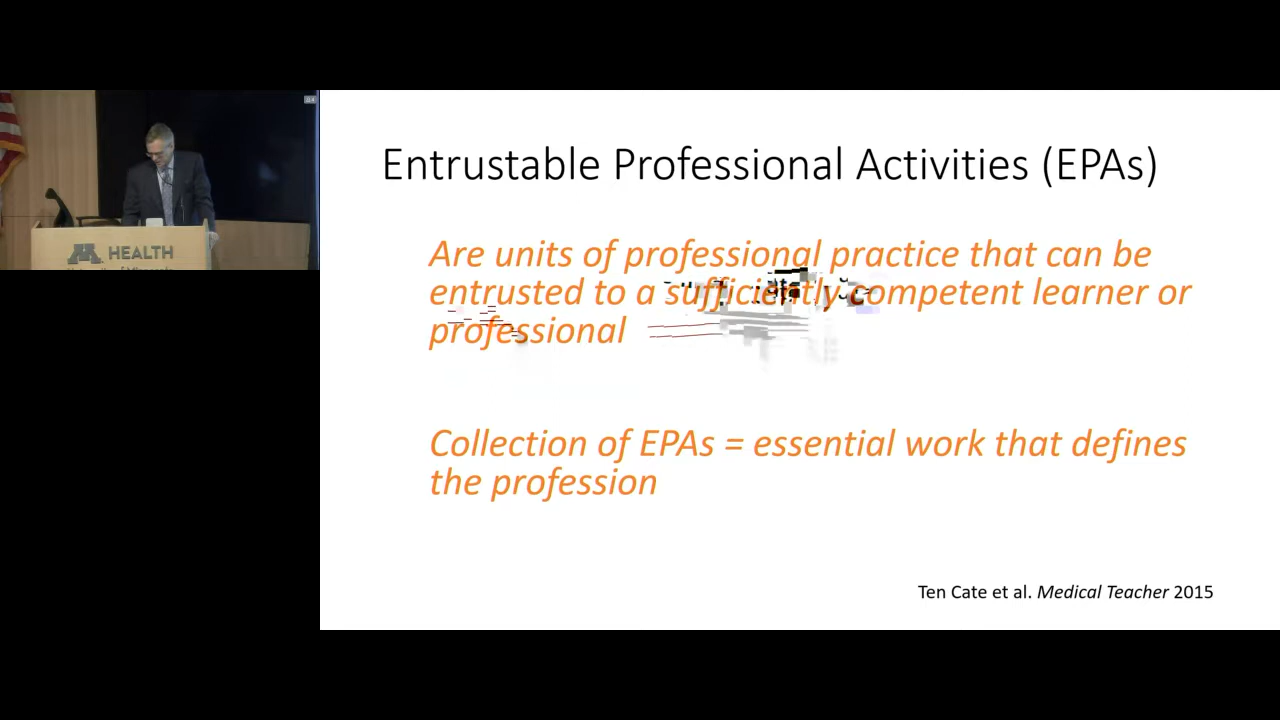 HEALTH
Entrustable Professional Activities (EPAs)
Are units of professional practice that can be
entrusted to a sufficiently competent learner or
professional
Collection of EPAs = essential work that defines
the profession
Ten Cate et al. Medical Teacher 2015